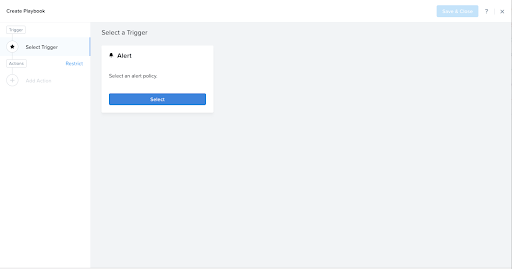 Create Playbook
Save & Close
?
Trigger
Select Trigger
Actions
Restrict
Add Action
Select a Trigger
Alert
Select an alert policy.
Select